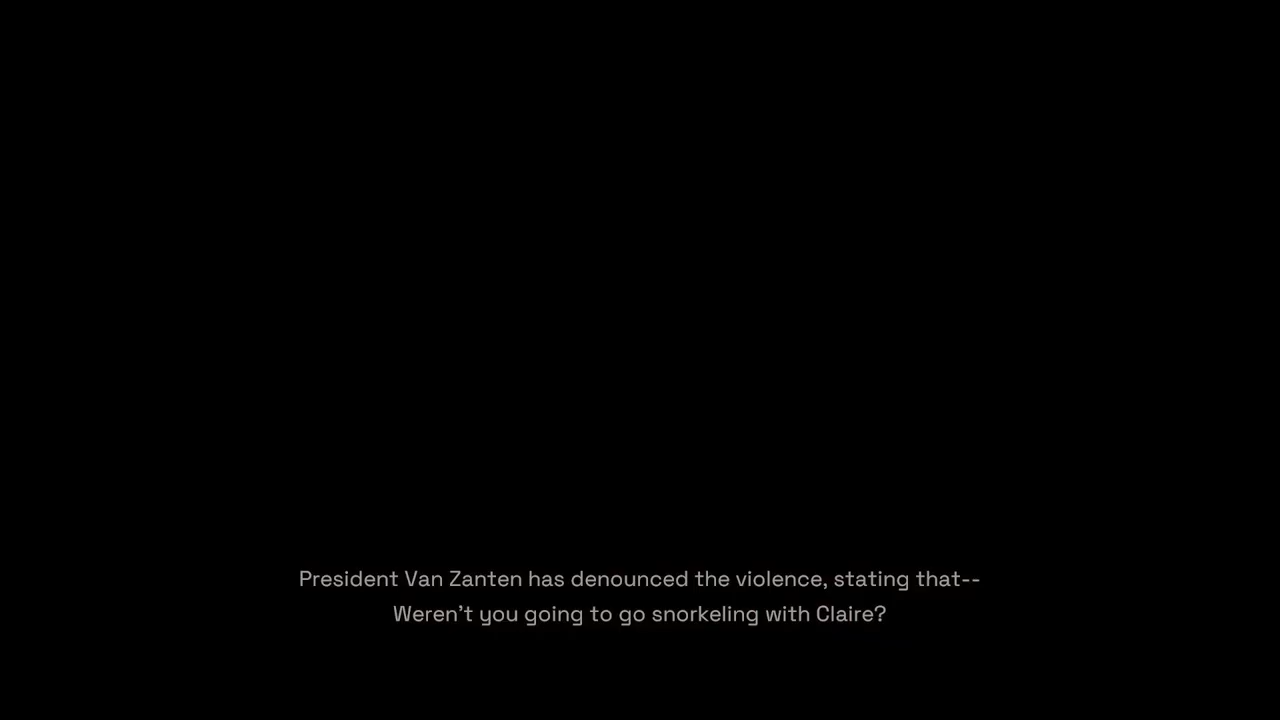 President Van Zanten has denounced the violence, stating that--
Weren't you going to go snorkeling with Claire?